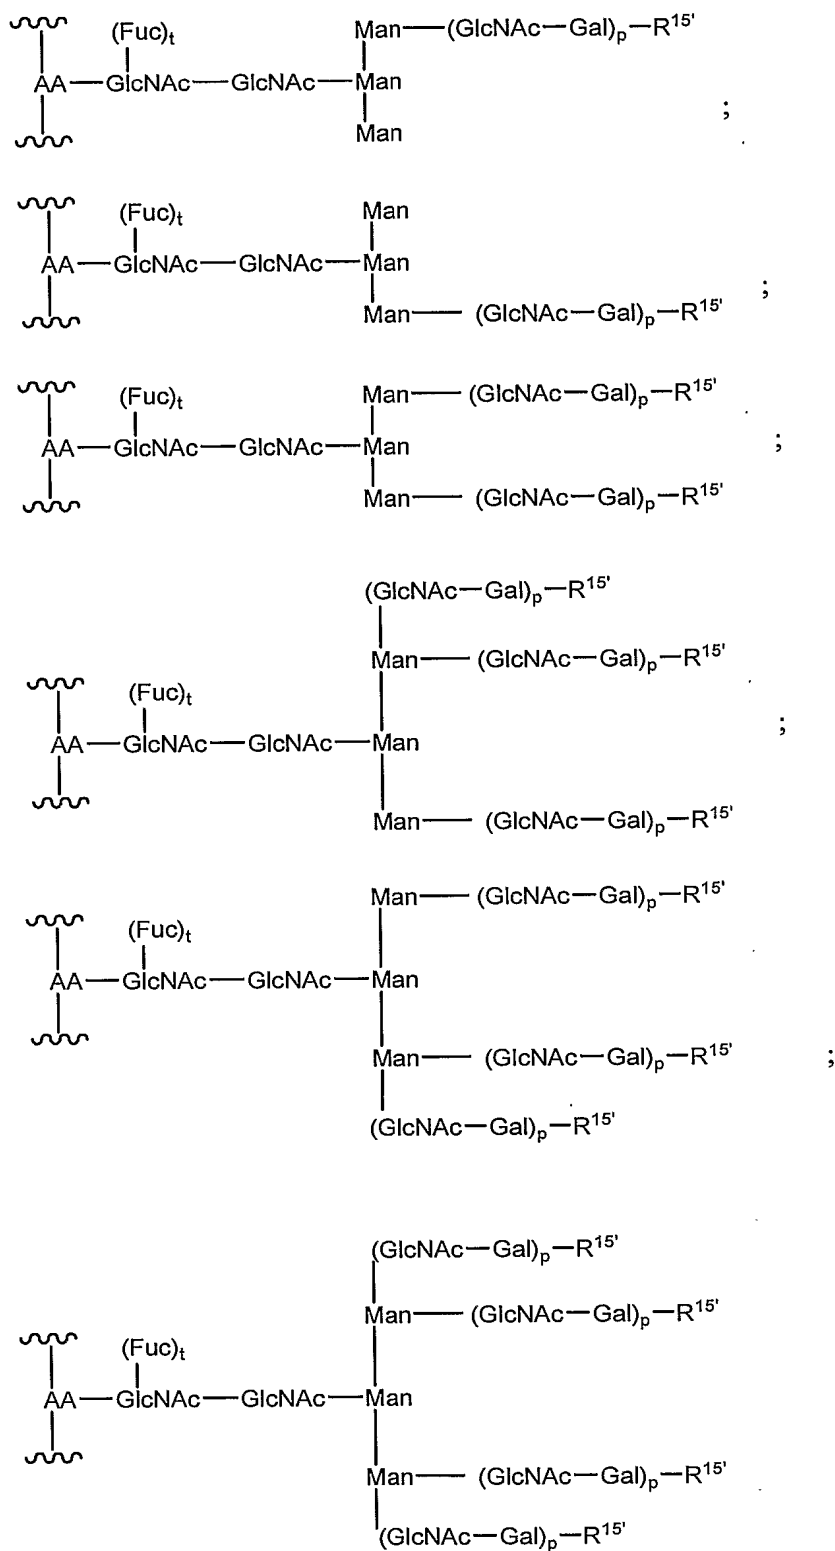 (Fuc)t Man—(GlcNAc—Gal)p—R15'
AA—GlcNAc—GlcNAc—Man
;
Man
(Fuc)t Man
AA—GlcNAc—GlcNAc—Man
;
Man—(GlcNAc—Gal)p—R15'
(Fuc)t Man—(GlcNAc—Gal)p—R15'
AA—GlcNAc—GlcNAc—Man ;
Man—(GlcNAc—Gal)p—R15'
(GlcNAc—Gal)p—R15'
Man—(GlcNAc—Gal)p—R15'
(Fuc)t
;
AA—GlcNAc—GlcNAc—Man
Man—(GlcNAc—Gal)p—R15'
Man—(GlcNAc—Gal)p—R15'
(Fuc)t
AA—GlcNAc—GlcNAc—Man
Man—(GlcNAc—Gal)p—R15' ;
(GlcNAc—Gal)p—R15'
(GlcNAc—Gal)p—R15'
Man—(GlcNAc—Gal)p—R15'
(Fuc)t
AA—GlcNAc—GlcNAc—Man
Man—(GlcNAc—Gal)p—R15'
(GlcNAc—Gal)p—R15'